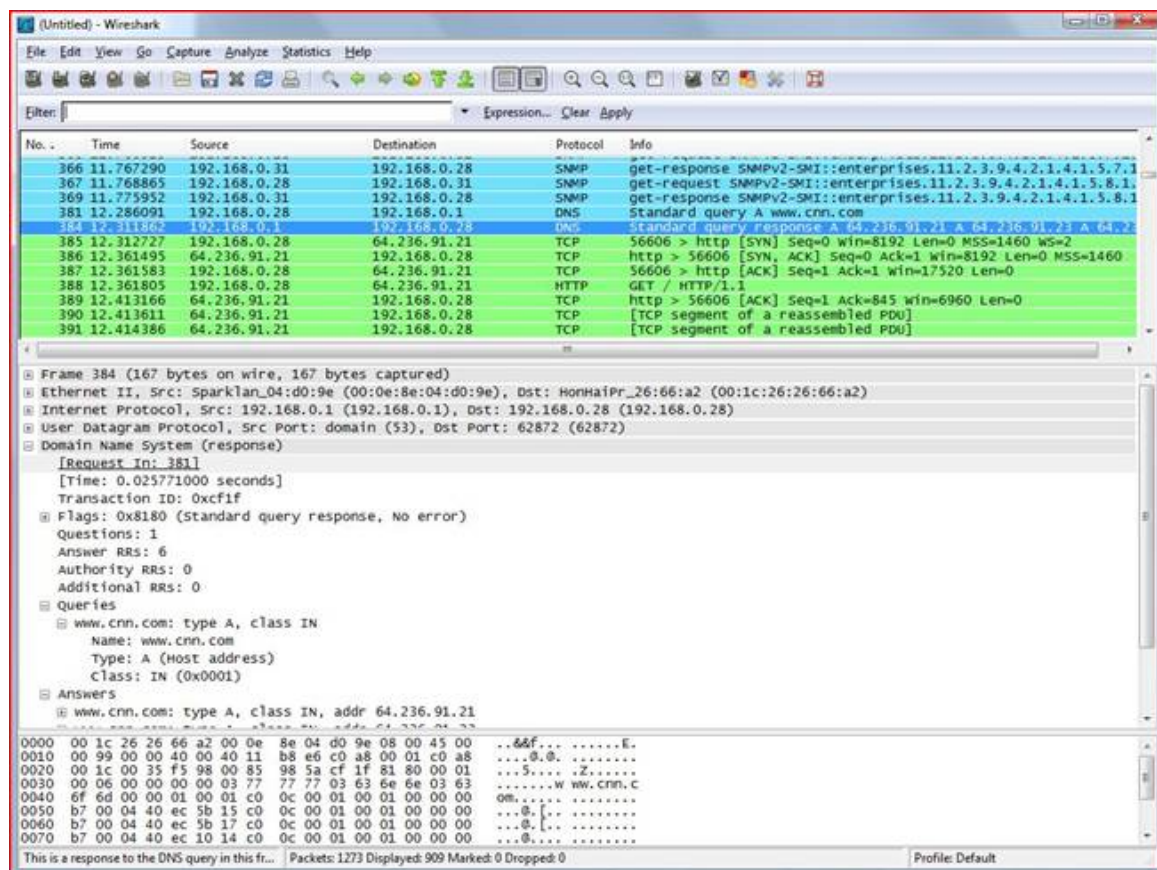 (Untitled) - Wireshark
File Edit View Go Capture Analyze Statistics Help
Filter: Expression... Clear Apply
No. . Time Source Destination Protocol Info
366 11.767290 192.168.0.31 192.168.0.28 SNMP get-response SNMPv2-SMI::enterprises.11.2.3.9.4.2.1.4.1.5.7.1
367 11.768865 192.168.0.28 192.168.0.31 SNMP get-request SNMPv2-SMI::enterprises.11.2.3.9.4.2.1.4.1.5.8.1.
369 11.775952 192.168.0.31 192.168.0.28 SNMP get-response SNMPv2-SMI::enterprises.11.2.3.9.4.2.1.4.1.5.8.1
381 12.286091 192.168.0.28 192.168.0.1 DNS Standard query A www.cnn.com
384 12.311862 192.168.0.1 192.168.0.28 DNS Standard query response A 64.236.91.21 A 64.236.91.23 A 64.23
385 12.312727 192.168.0.28 64.236.91.21 TCP 56606 > http [SYN] Seq=0 Win=8192 Len=0 MSS=1460 WS=2
386 12.361495 64.236.91.21 192.168.0.28 TCP http > 56606 [SYN, ACK] Seq=0 Ack=1 Win=8192 Len=0 MSS=1460
387 12.361583 192.168.0.28 64.236.91.21 TCP 56606 > http [ACK] Seq=1 Ack=1 Win=17520 Len=0
388 12.361805 192.168.0.28 64.236.91.21 HTTP GET / HTTP/1.1
389 12.413166 64.236.91.21 192.168.0.28 TCP http > 56606 [ACK] Seq=1 Ack=845 Win=6960 Len=0
390 12.413611 64.236.91.21 192.168.0.28 TCP [TCP segment of a reassembled PDU]
391 12.414386 64.236.91.21 192.168.0.28 TCP [TCP segment of a reassembled PDU]
Frame 384 (167 bytes on wire, 167 bytes captured)
Ethernet II, Src: Sparklan_04:d0:9e (00:0e:8e:04:d0:9e), Dst: HonHaiPr_26:66:a2 (00:1c:26:26:66:a2)
Internet Protocol, Src: 192.168.0.1 (192.168.0.1), Dst: 192.168.0.28 (192.168.0.28)
User Datagram Protocol, Src Port: domain (53), Dst Port: 62872 (62872)
Domain Name System (response)
[Request In: 381]
[Time: 0.025771000 seconds]
Transaction ID: 0xcf1f
Flags: 0x8180 (Standard query response, No error)
Questions: 1
Answer RRs: 6
Authority RRs: 0
Additional RRs: 0
Queries
www.cnn.com: type A, class IN
Name: www.cnn.com
Type: A (Host address)
Class: IN (0x0001)
Answers
www.cnn.com: type A, class IN, addr 64.236.91.21
0000 00 1c 26 26 66 a2 00 0e 8e 04 d0 9e 08 00 45 00 ..&&f... ......E.
0010 00 99 00 00 40 00 40 11 b8 e6 c0 a8 00 01 c0 a8 ....@.@. ........
0020 00 1c 00 35 f5 98 00 85 98 5a cf 1f 81 80 00 01 ...5.... .Z......
0030 00 06 00 00 00 00 03 77 77 77 03 63 6e 6e 03 63 .......w ww.cnn.c
0040 6f 6d 00 00 01 00 01 c0 0c 00 01 00 01 00 00 00 om...... ........
0050 b7 00 04 40 ec 5b 15 c0 0c 00 01 00 01 00 00 00 ...@.[.. ........
0060 b7 00 04 40 ec 5b 17 c0 0c 00 01 00 01 00 00 00 ...@.[.. ........
0070 b7 00 04 40 ec 10 14 c0 0c 00 01 00 01 00 00 00 ...@.... ........
This is a response to the DNS query in this fr... Packets: 1273 Displayed: 909 Marked: 0 Dropped: 0 Profile: Default